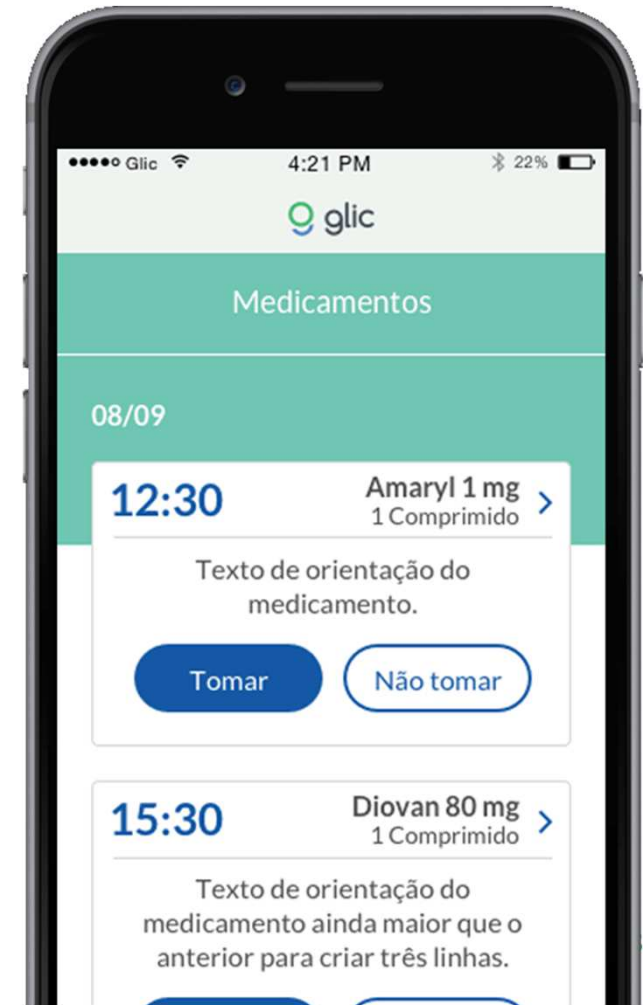 Glic 4:21 PM 22%
glic
Medicamentos
08/09
12:30 Amaryl 1 mg
1 Comprimido
Texto de orientação do
medicamento.
Tomar Não tomar
15:30 Diovan 80 mg
1 Comprimido
Texto de orientação do
medicamento ainda maior que o
anterior para criar três linhas.